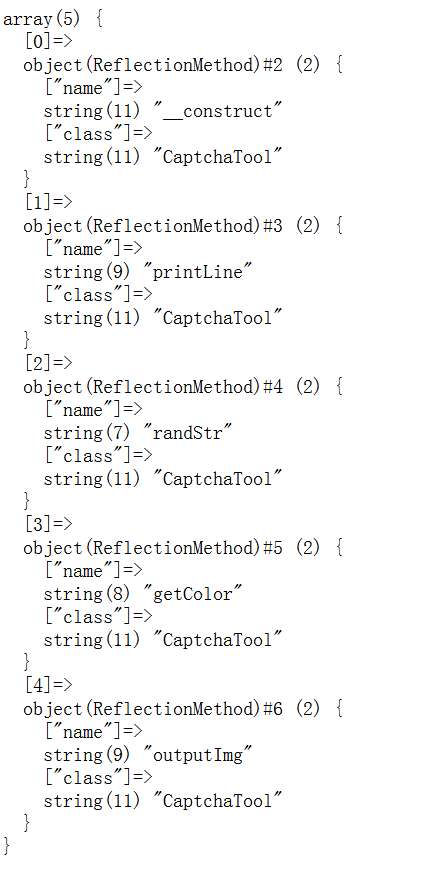 array(5) {
  [0]=>
  object(ReflectionMethod)#2 (2) {
    ["name"]=>
    string(11) "__construct"
    ["class"]=>
    string(11) "CaptchaTool"
  }
  [1]=>
  object(ReflectionMethod)#3 (2) {
    ["name"]=>
    string(9) "printLine"
    ["class"]=>
    string(11) "CaptchaTool"
  }
  [2]=>
  object(ReflectionMethod)#4 (2) {
    ["name"]=>
    string(7) "randStr"
    ["class"]=>
    string(11) "CaptchaTool"
  }
  [3]=>
  object(ReflectionMethod)#5 (2) {
    ["name"]=>
    string(8) "getColor"
    ["class"]=>
    string(11) "CaptchaTool"
  }
  [4]=>
  object(ReflectionMethod)#6 (2) {
    ["name"]=>
    string(9) "outputImg"
    ["class"]=>
    string(11) "CaptchaTool"
  }
}